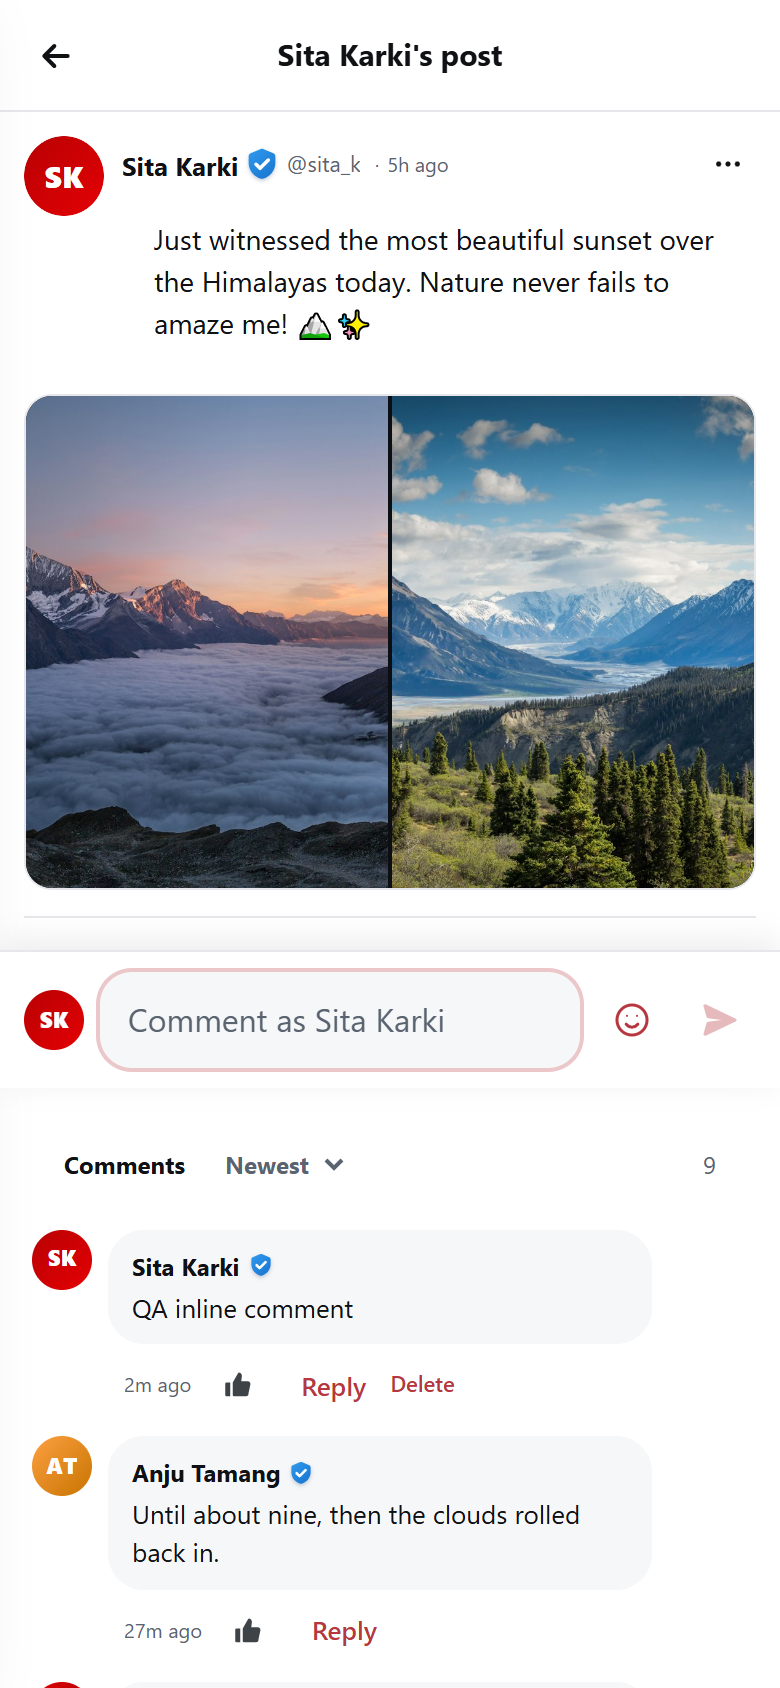 Sita Karki's post
SK
Sita Karki @sita_k · 5h ago
Just witnessed the most beautiful sunset over
the Himalayas today. Nature never fails to
amaze me! 🏔️✨
SK
Comment as Sita Karki
Comments Newest 9
SK
Sita Karki
QA inline comment
2m ago Reply Delete
AT
Anju Tamang
Until about nine, then the clouds rolled
back in.
27m ago Reply